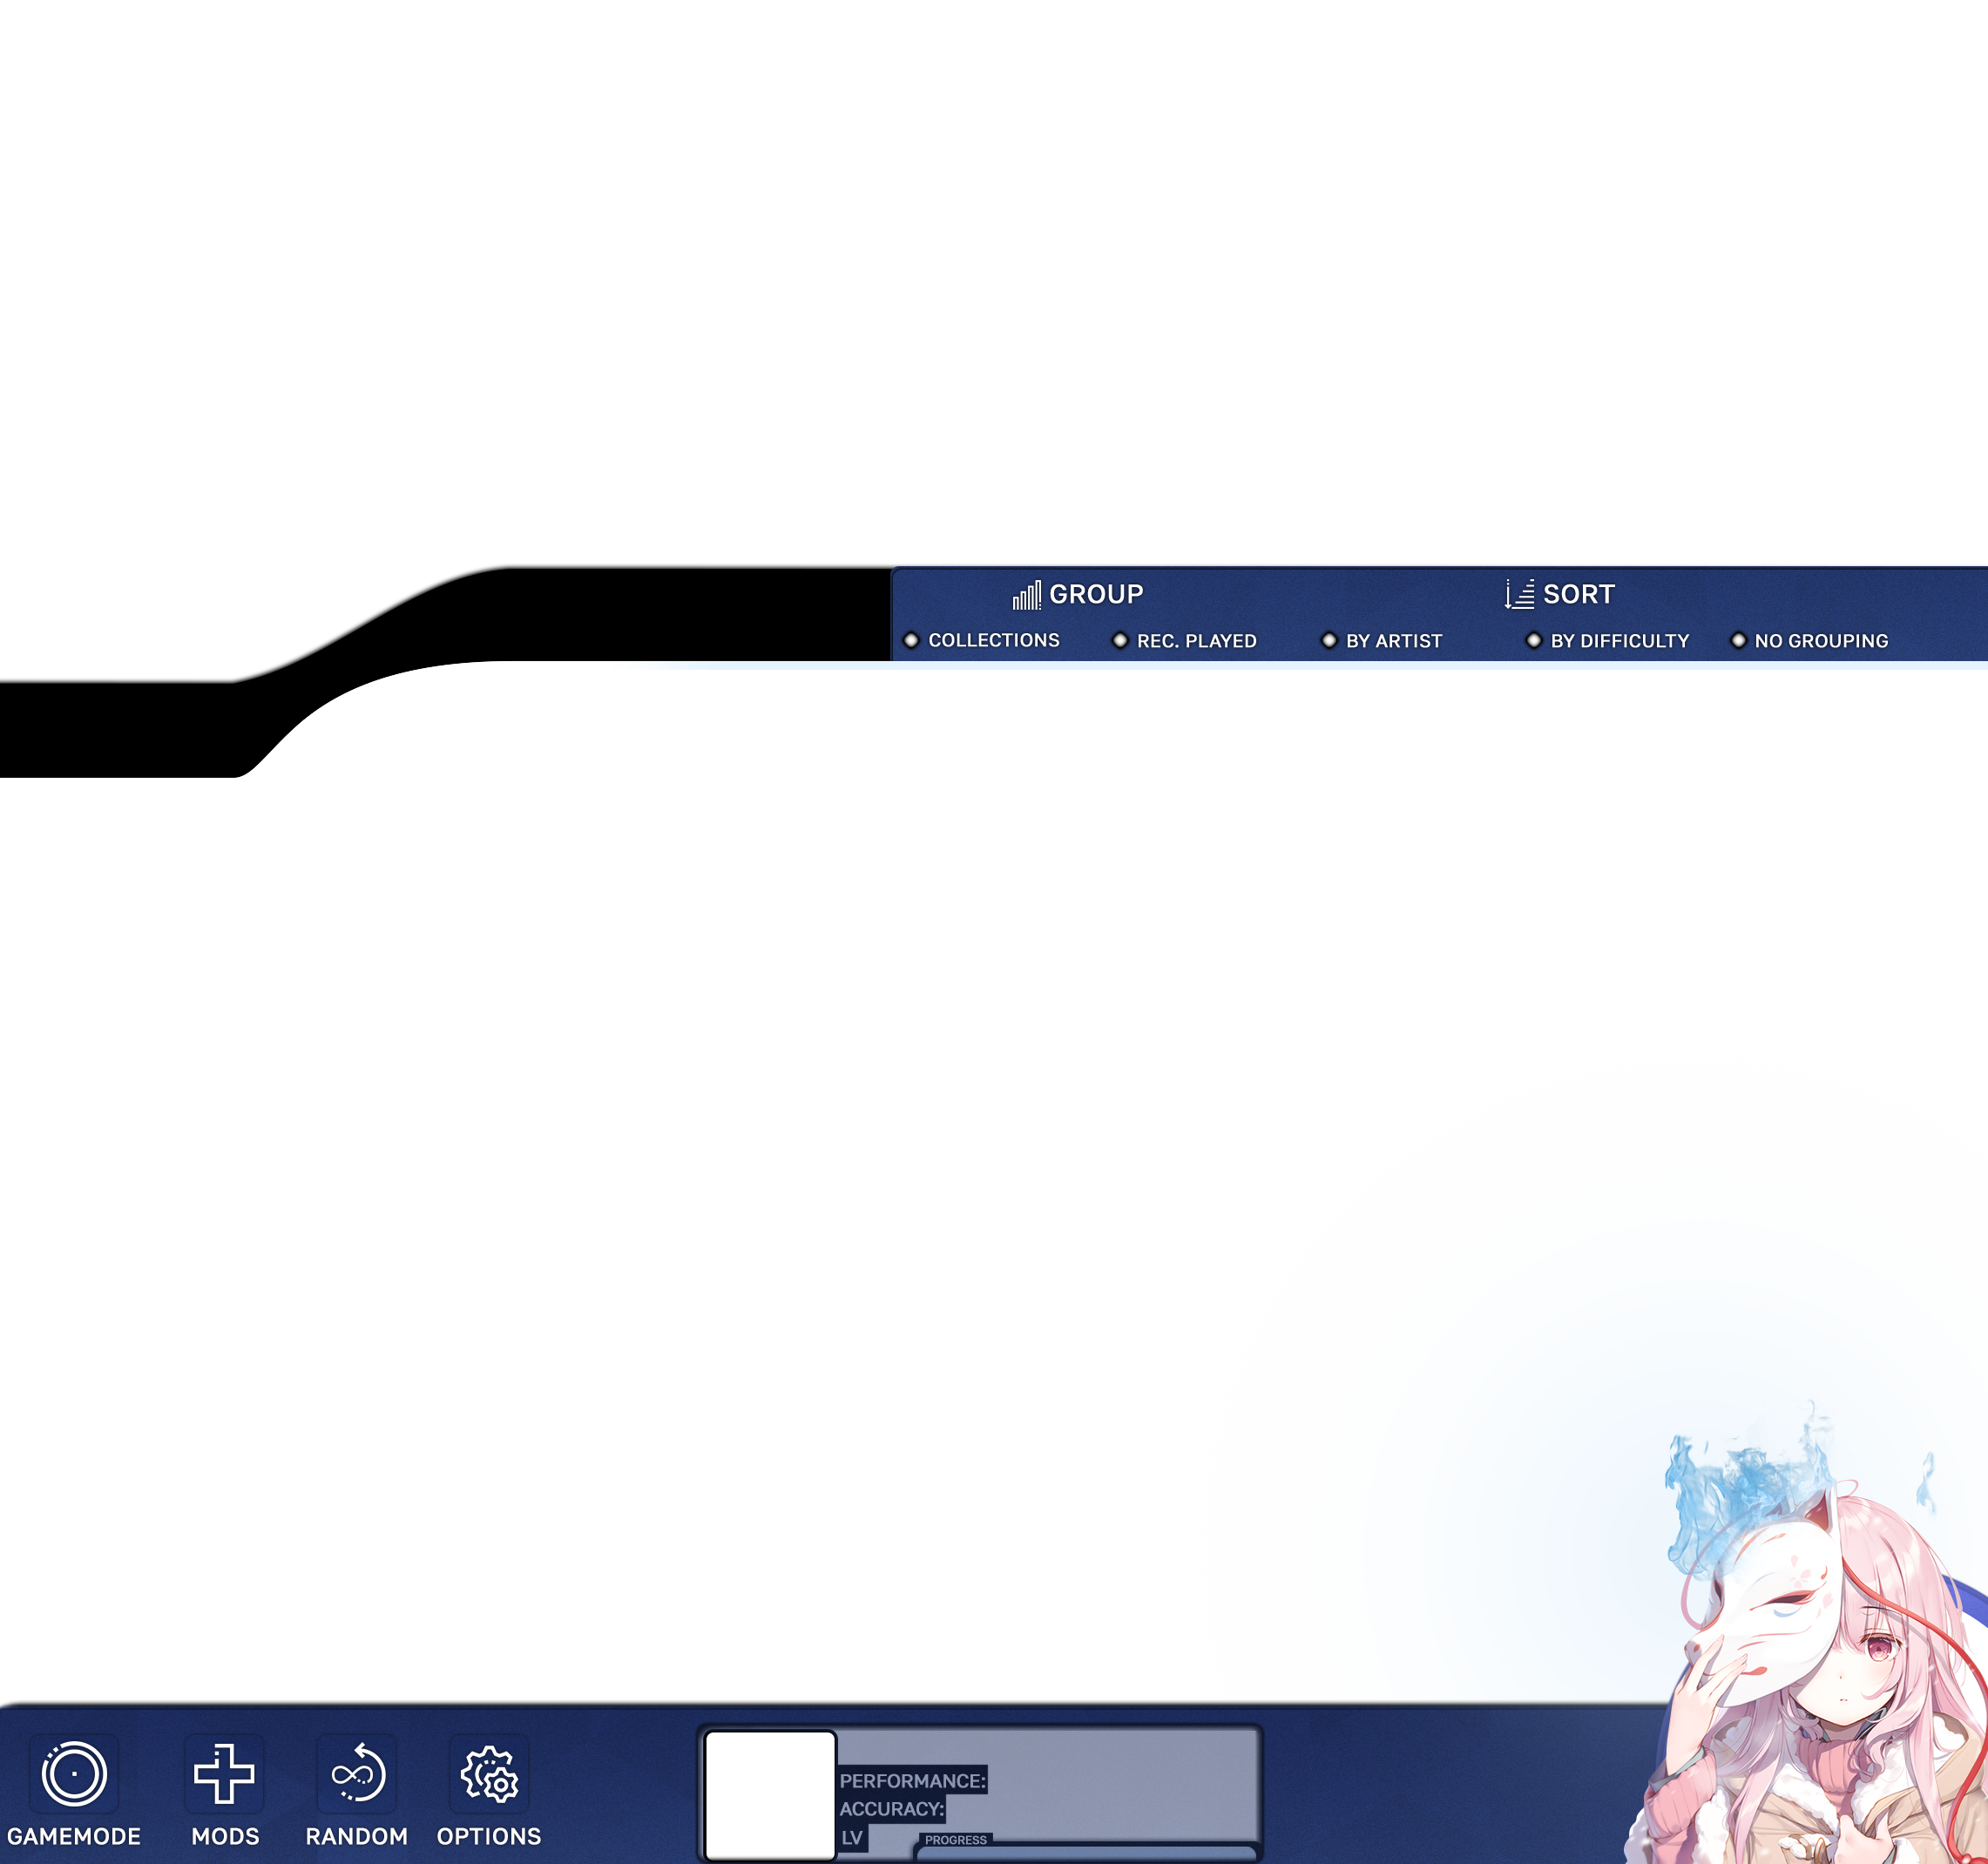 GROUP SORT
COLLECTIONS REC. PLAYED BY ARTIST BY DIFFICULTY NO GROUPING
PERFORMANCE:
ACCURACY:
LV PROGRESS
GAMEMODE MODS RANDOM OPTIONS